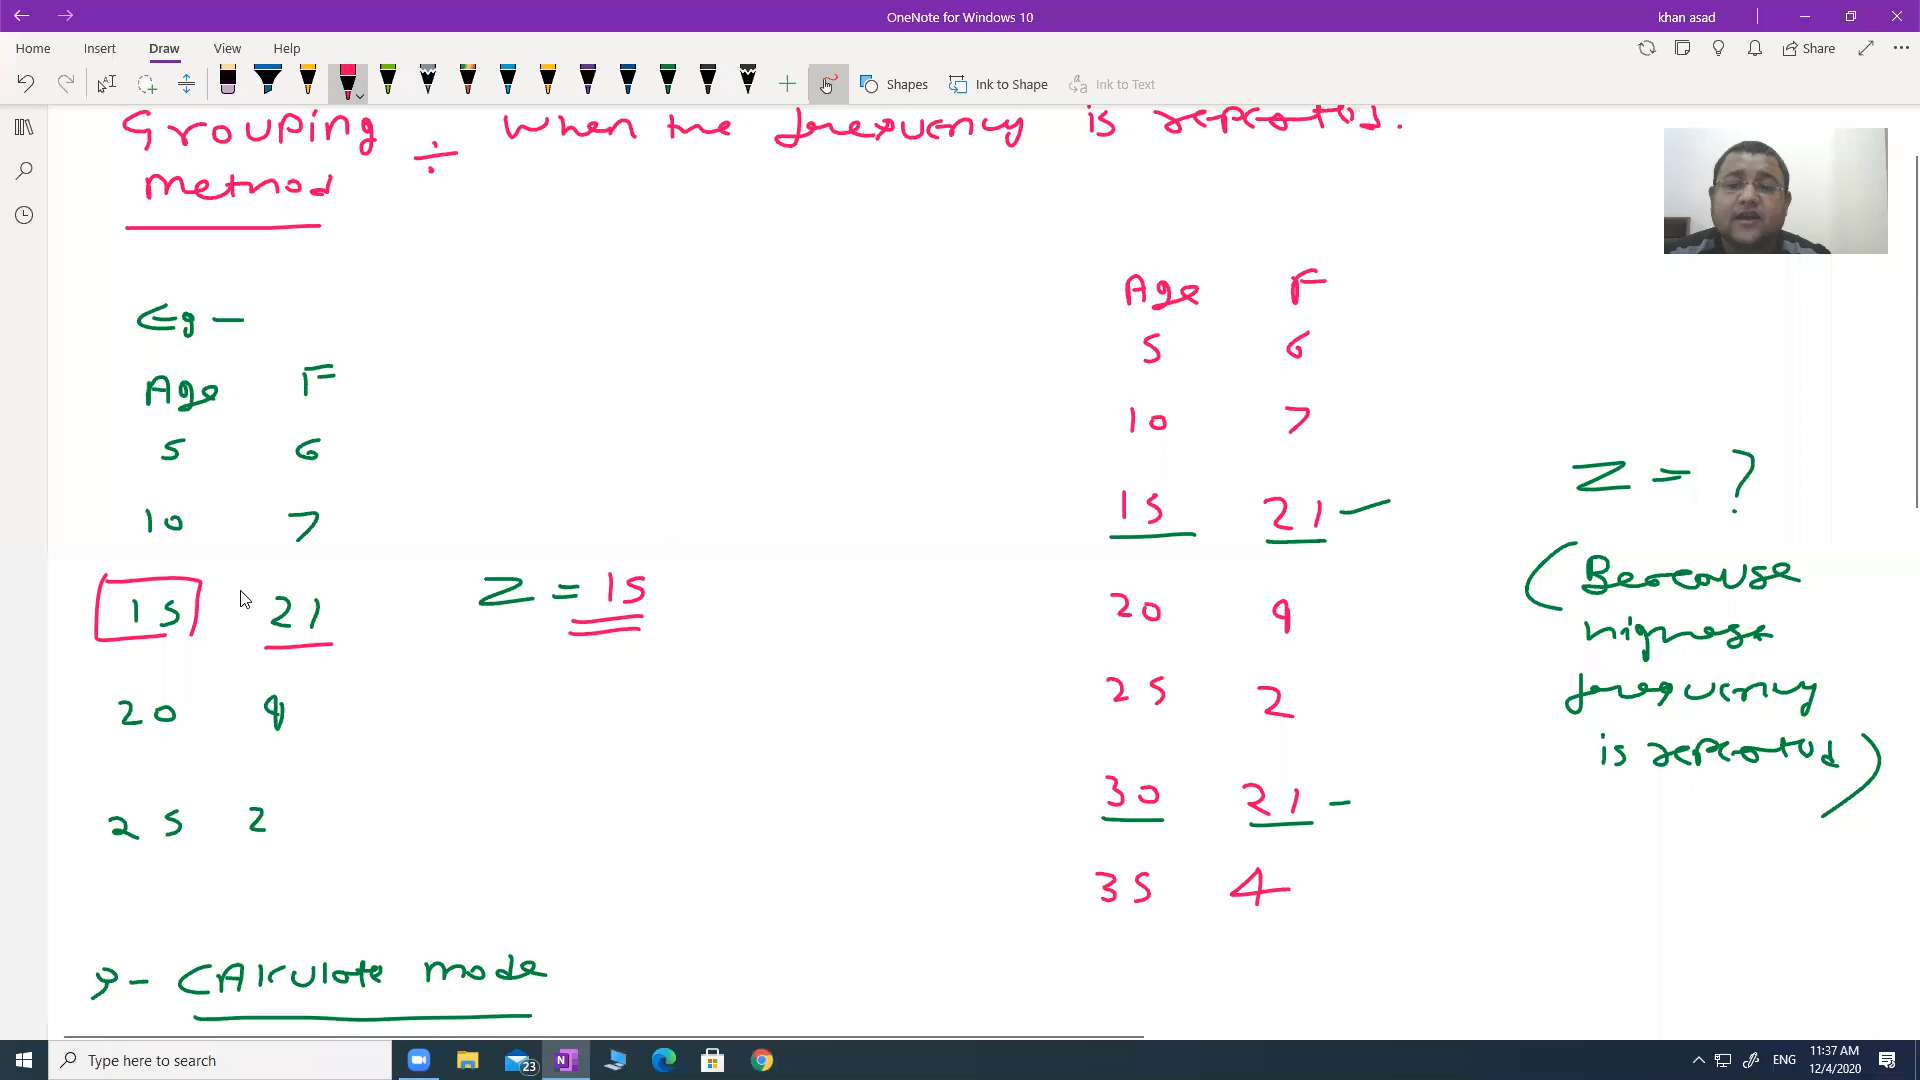 OneNote for Windows 10
khan asad
Home Insert Draw View Help
Share
Shapes
Ink to Shape
Ink to Text
Grouping ÷ When the frequency is repeated.
Method
Eg -
Age F
5 6
10 7
15 21
20 9
25 2
Z = 15
Age F
5 6
10 7
15 21
20 9
25 2
30 21
35 4
Z = ?
(Because
highest
frequency
is repeated)
Q- CAlculate mode
Type here to search
23
ENG
11:37 AM
12/4/2020